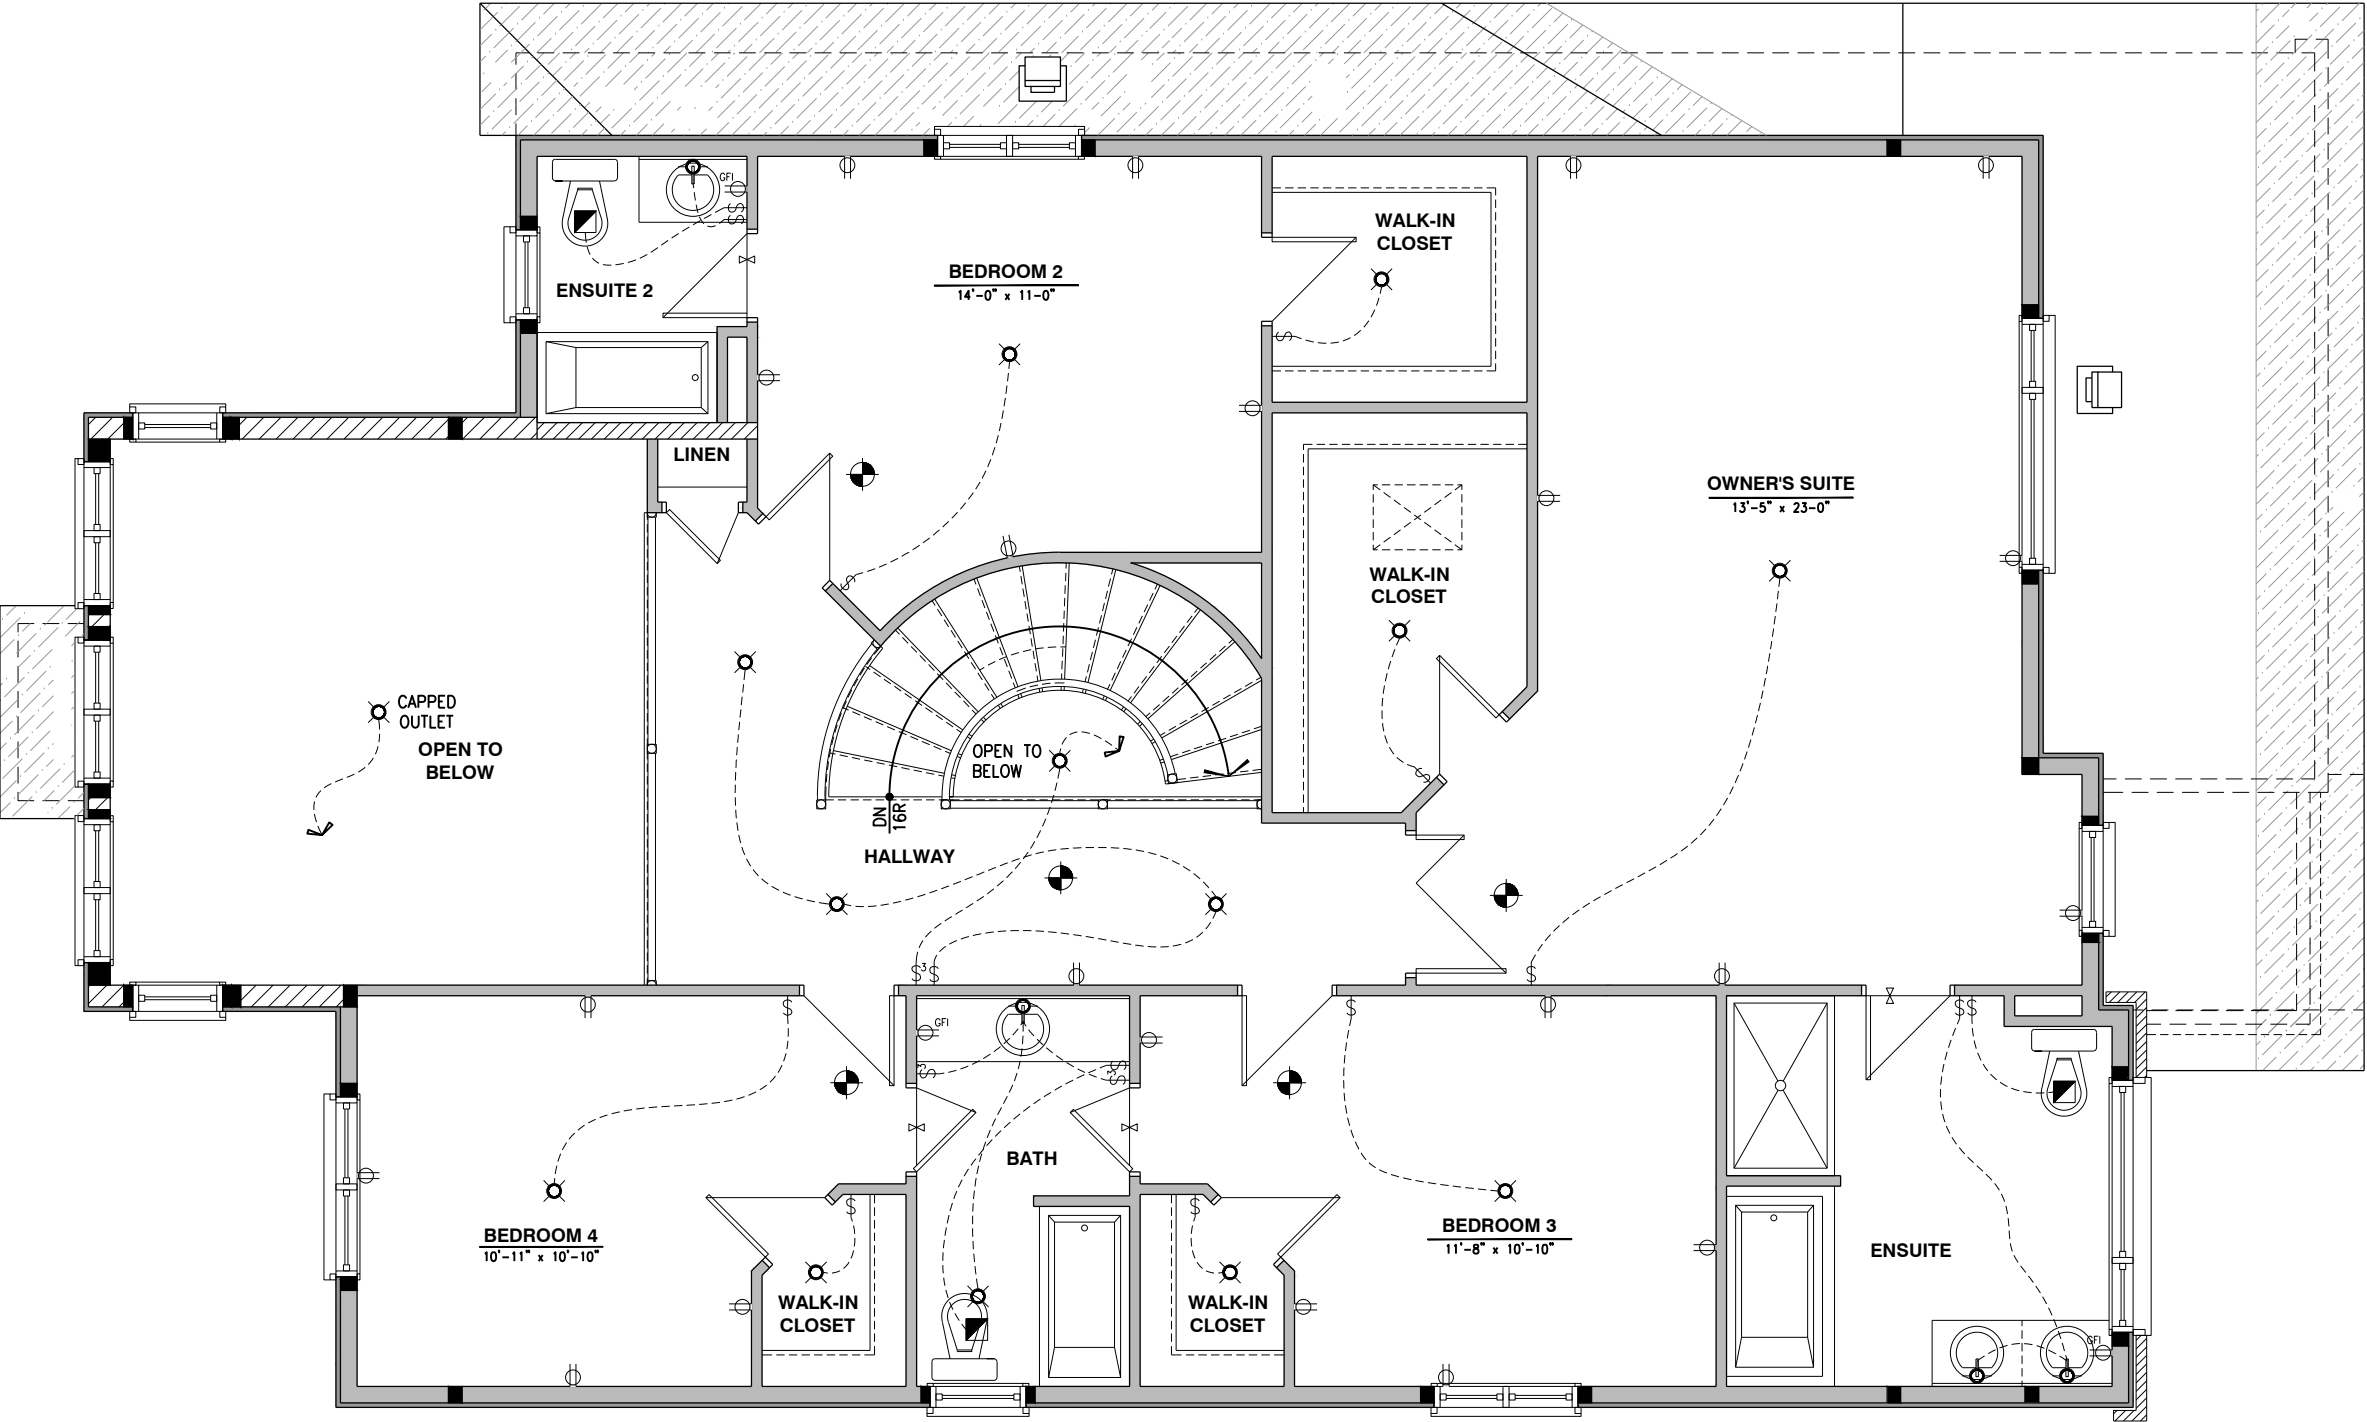 GFI
ENSUITE 2
BEDROOM 2
14'-0" x 11-0"
WALK-IN
CLOSET
LINEN
OWNER'S SUITE
13'-5" x 23-0"
WALK-IN
CLOSET
CAPPED
OUTLET
OPEN TO
BELOW
OPEN TO
BELOW
DN
16R
HALLWAY
$3 $
$
$
$
$ $
GFI
BATH
BEDROOM 4
10'-11" x 10'-10"
WALK-IN
CLOSET
WALK-IN
CLOSET
BEDROOM 3
11'-8" x 10'-10"
ENSUITE
GFI